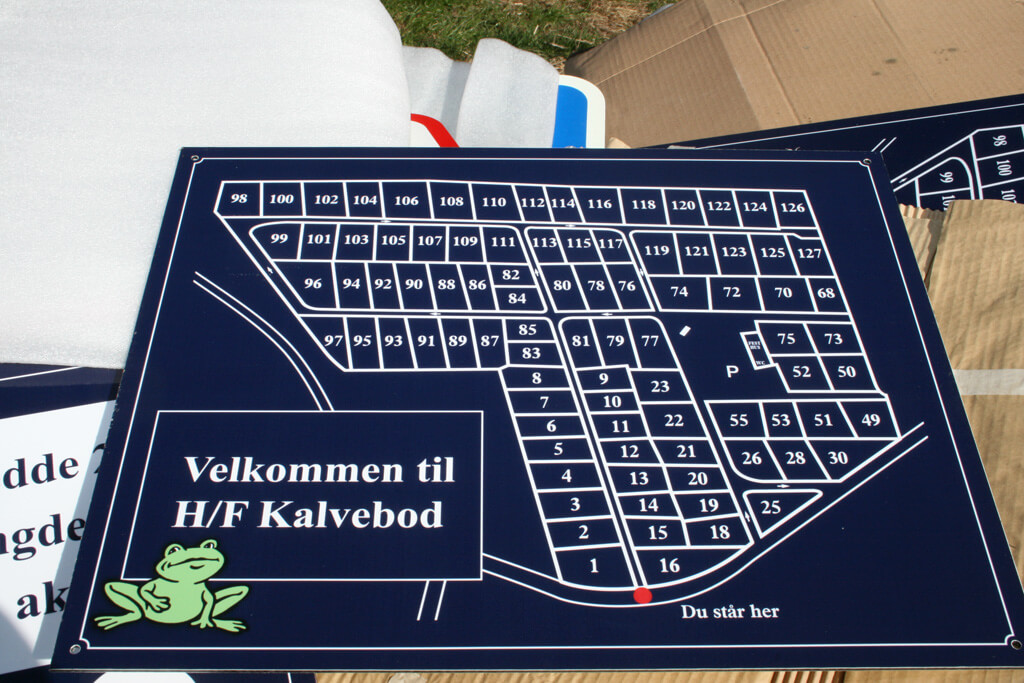 98 100 102 104 106 108 110 112 114 116 118 120 122 124 126
99 101 103 105 107 109 111 113 115 117 119 121 123 125 127
96 94 92 90 88 86 82 80 78 76 74 72 70 68
84
97 95 93 91 89 87 85 81 79 77 75 73
83
P 52 50
8 9 23
7 10
6 11 22 55 53 51 49
5 12 21 26 28 30
4 13 20
3 14 19 25
2 15 18
1 16
Velkommen til
H/F Kalvebod
Du står her
98
99 100
dde
ngde
ak